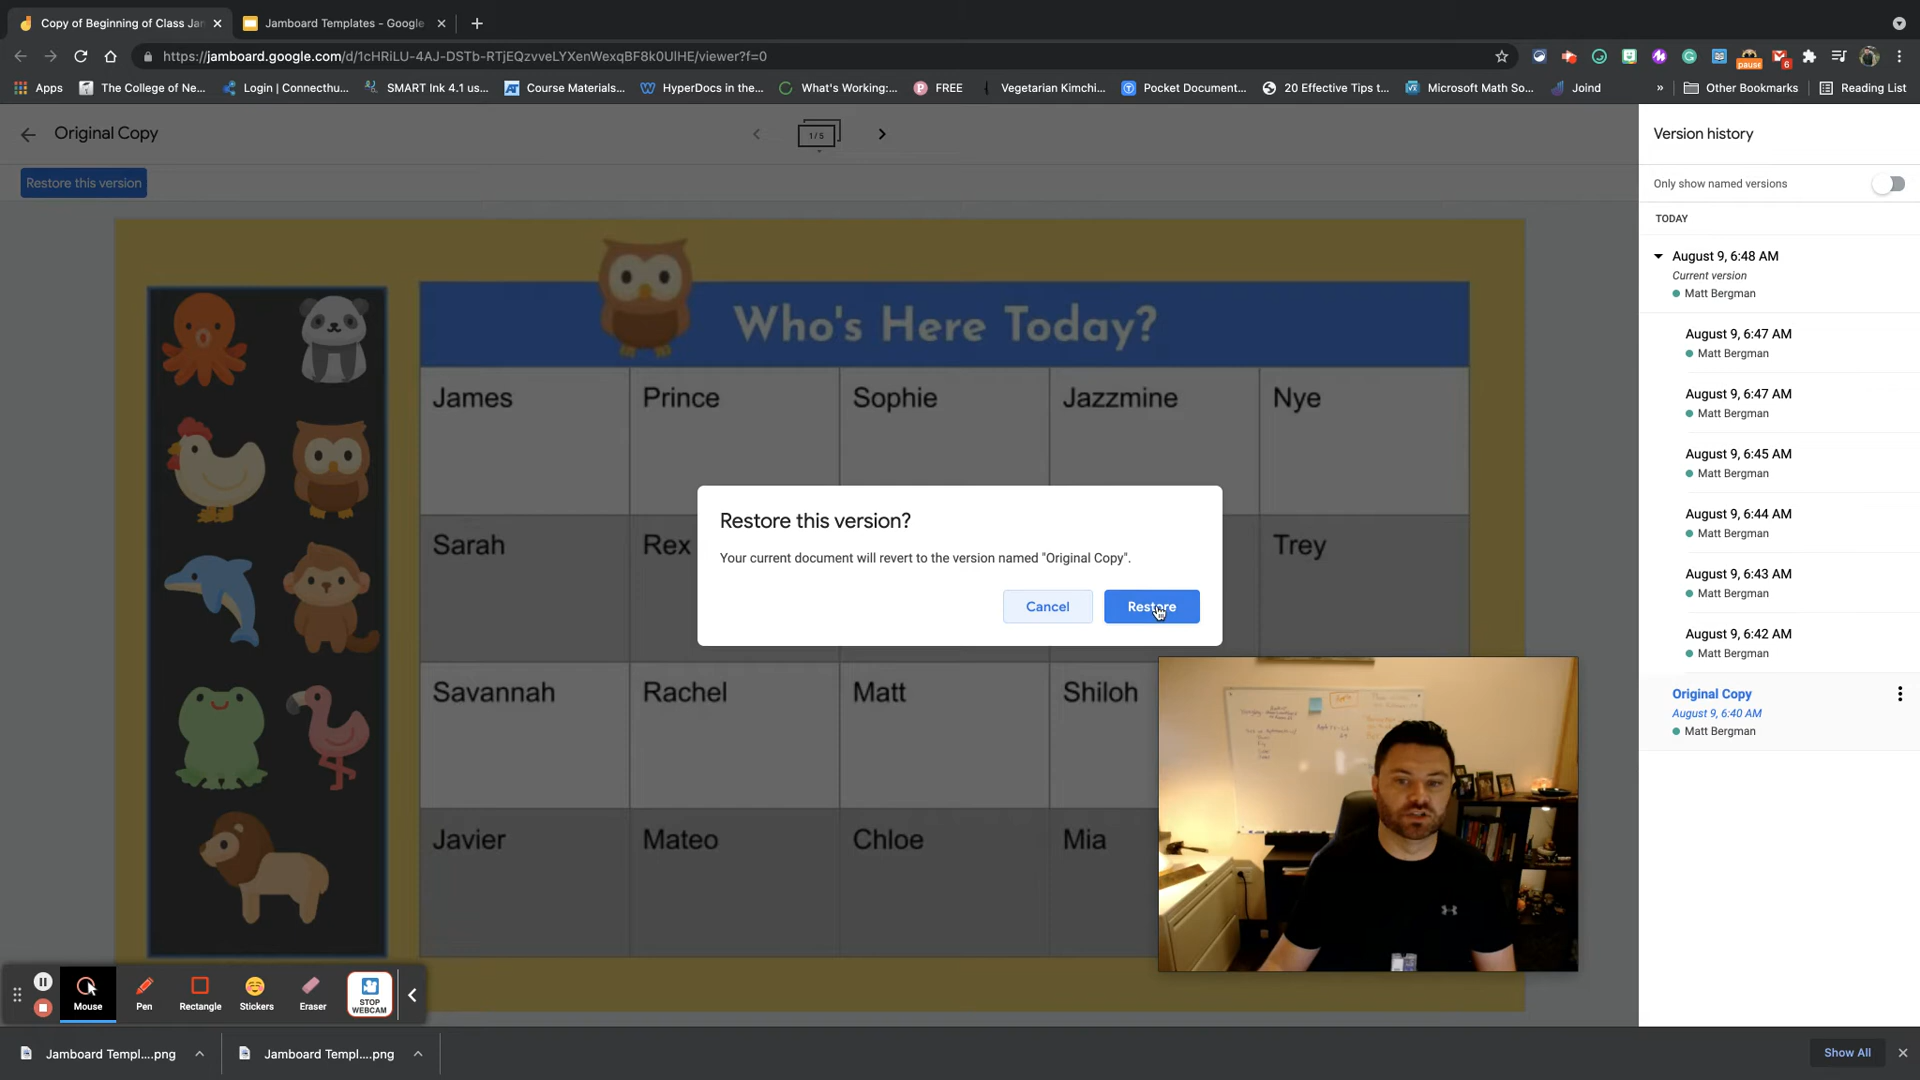 Copy of Beginning of Class Jar
Jamboard Templates - Google
https://jamboard.google.com/d/1cHRiLU-4AJ-DSTb-RTjEQzvveLYXenWexqBF8k0UlHE/viewer?f=0
pause
6
Apps
The College of Ne...
Login | Connecthu...
SMART Ink 4.1 us...
Course Materials...
HyperDocs in the...
What's Working:...
FREE
Vegetarian Kimchi...
Pocket Document...
20 Effective Tips t...
Microsoft Math So...
Joind
»
Other Bookmarks
Reading List
Original Copy
1/5
Restore this version
Who's Here Today?
James
Prince
Sophie
Jazzmine
Nye
Sarah
Rex
Trey
Savannah
Rachel
Matt
Shiloh
Javier
Mateo
Chloe
Mia
Restore this version?
Your current document will revert to the version named "Original Copy".
Cancel
Restore
Version history
Only show named versions
TODAY
August 9, 6:48 AM
Current version
Matt Bergman
August 9, 6:47 AM
Matt Bergman
August 9, 6:47 AM
Matt Bergman
August 9, 6:45 AM
Matt Bergman
August 9, 6:44 AM
Matt Bergman
August 9, 6:43 AM
Matt Bergman
August 9, 6:42 AM
Matt Bergman
Original Copy
August 9, 6:40 AM
Matt Bergman
Mouse
Pen
Rectangle
Stickers
Eraser
STOP
WEBCAM
Jamboard Templ....png
Jamboard Templ....png
Show All